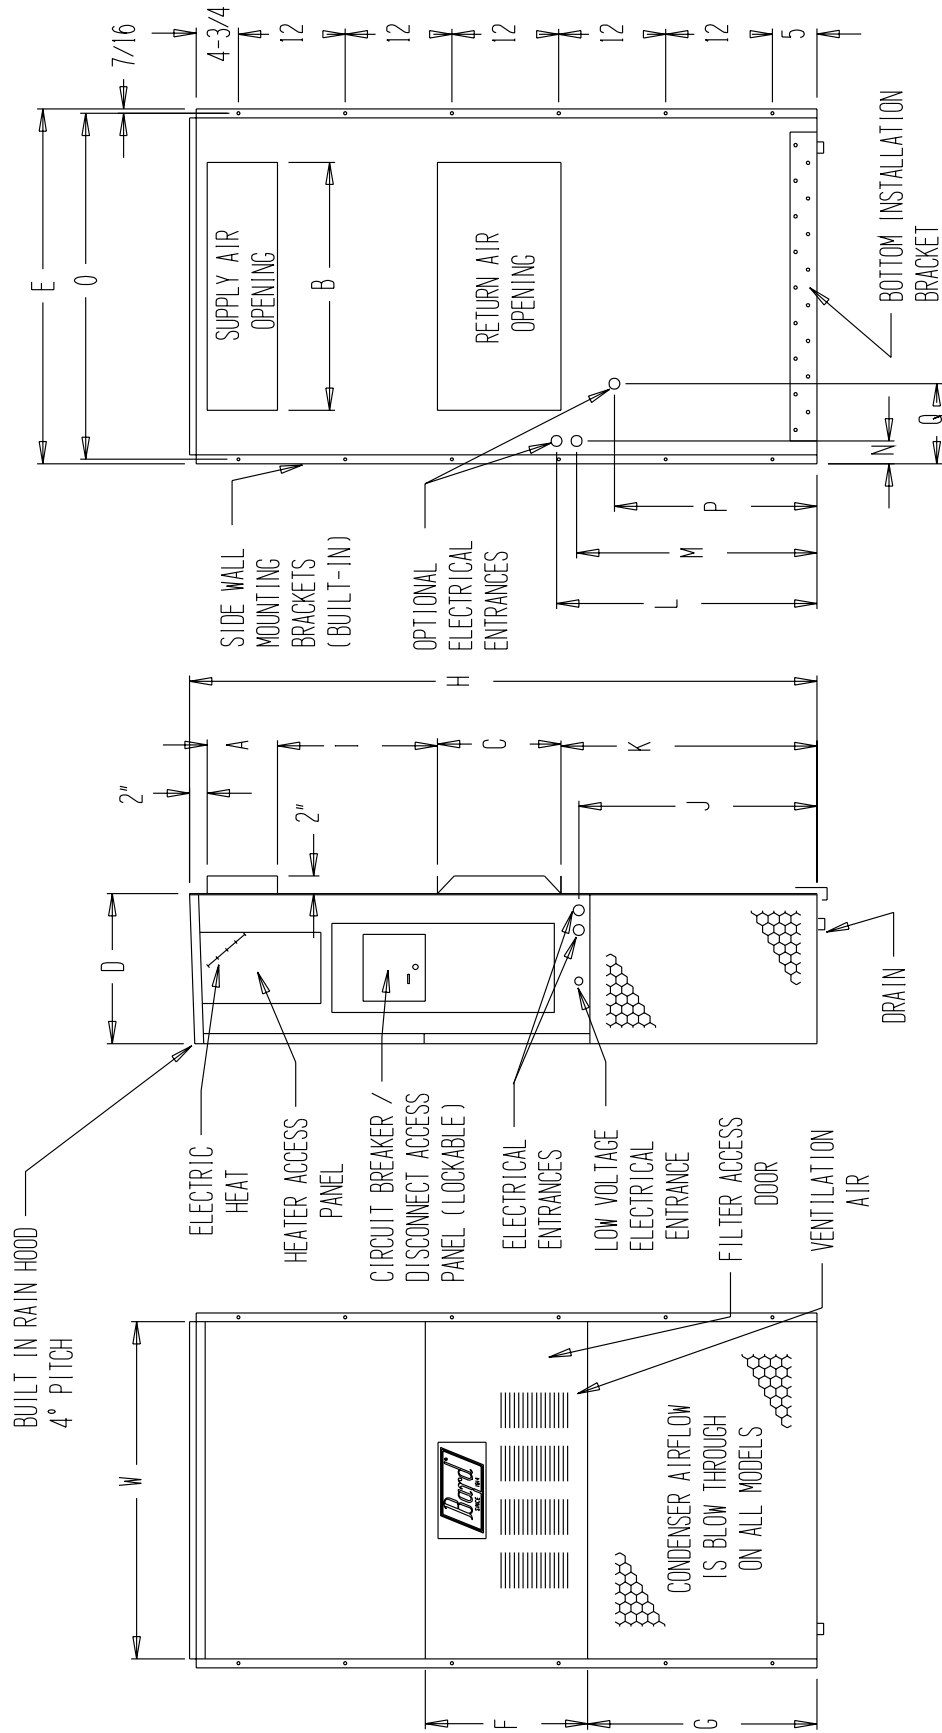 BUILT IN RAIN HOOD
4° PITCH
W
F
G
Bard
SINCE 1914
CONDENSER AIRFLOW
IS BLOW THROUGH
ON ALL MODELS
D
2"
A
2"
I
C
K
J
H
ELECTRIC
HEAT
HEATER ACCESS
PANEL
CIRCUIT BREAKER /
DISCONNECT ACCESS
PANEL (LOCKABLE)
ELECTRICAL
ENTRANCES
LOW VOLTAGE
ELECTRICAL
ENTRANCE
FILTER ACCESS
DOOR
VENTILATION
AIR
DRAIN
E
O
7/16
4-3/4
12
12
12
12
12
5
SUPPLY AIR
OPENING
B
RETURN AIR
OPENING
SIDE WALL
MOUNTING
BRACKETS
(BUILT-IN)
OPTIONAL
ELECTRICAL
ENTRANCES
L
M
P
N
Q
BOTTOM INSTALLATION
BRACKET